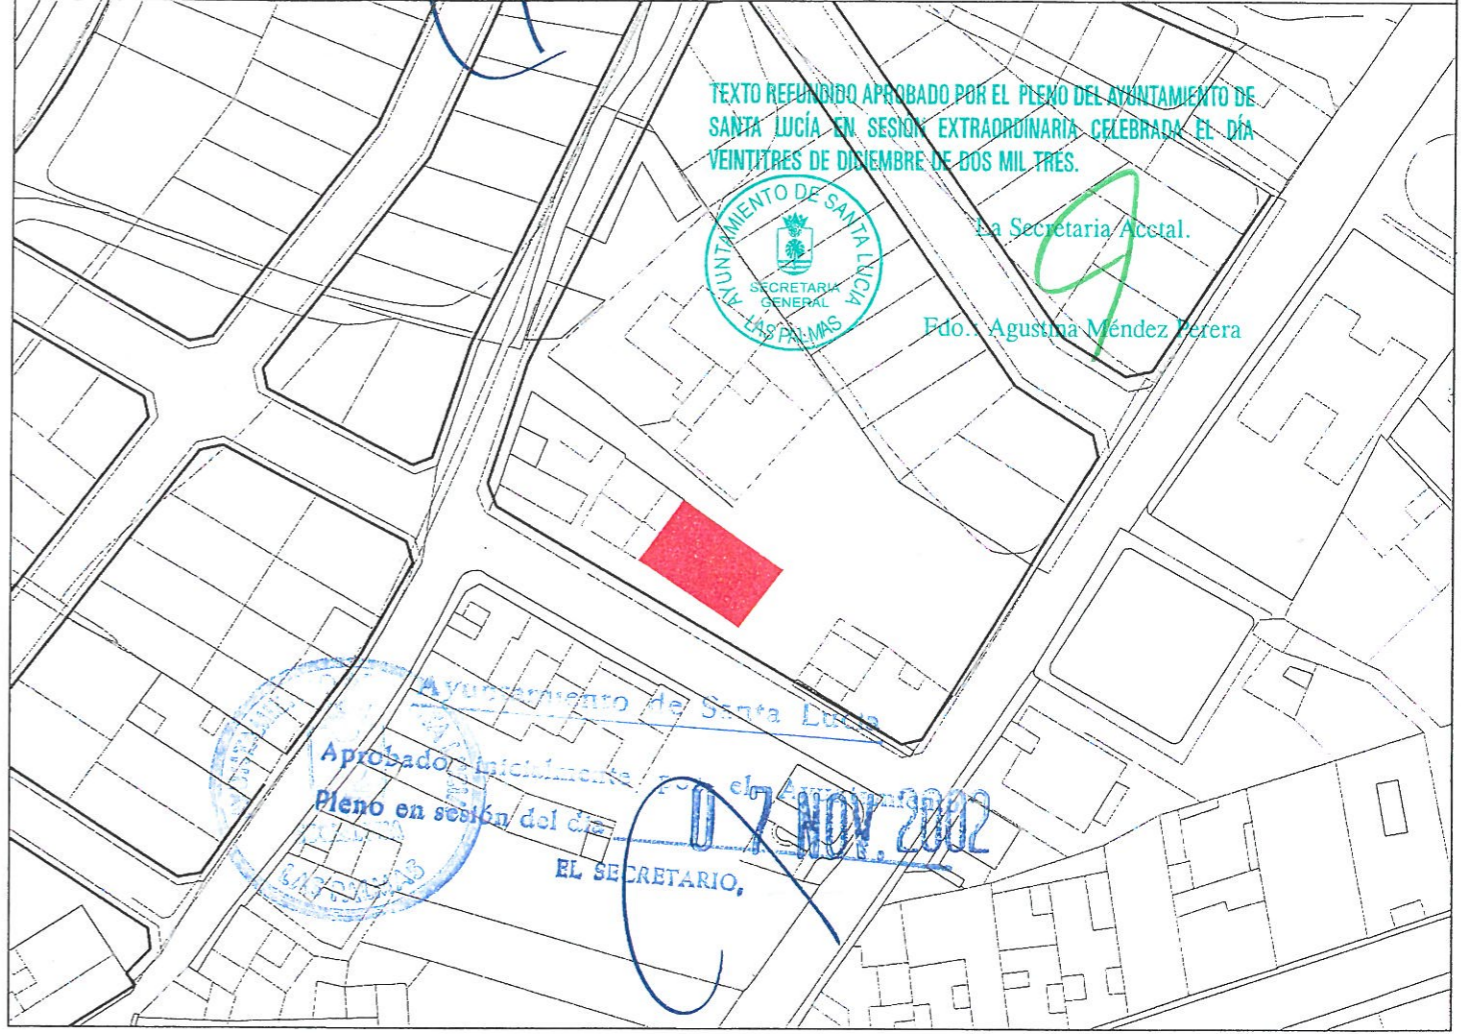 TEXTO REFUNDIDO APROBADO POR EL PLENO DEL AYUNTAMIENTO DE
SANTA LUCÍA EN SESIÓN EXTRAORDINARIA CELEBRADA EL DÍA
VEINTITRES DE DICIEMBRE DE DOS MIL TRES.
AYUNTAMIENTO DE SANTA LUCIA
SECRETARIA
GENERAL
LAS PALMAS
La Secretaria Acctal.
Fdo.: Agustina Méndez Perera
Ayuntamiento de Santa Lucía
Aprobado inicialmente por el Ayuntamiento
Pleno en sesión del día 07 NOV. 2002
EL SECRETARIO,
LAS PALMAS